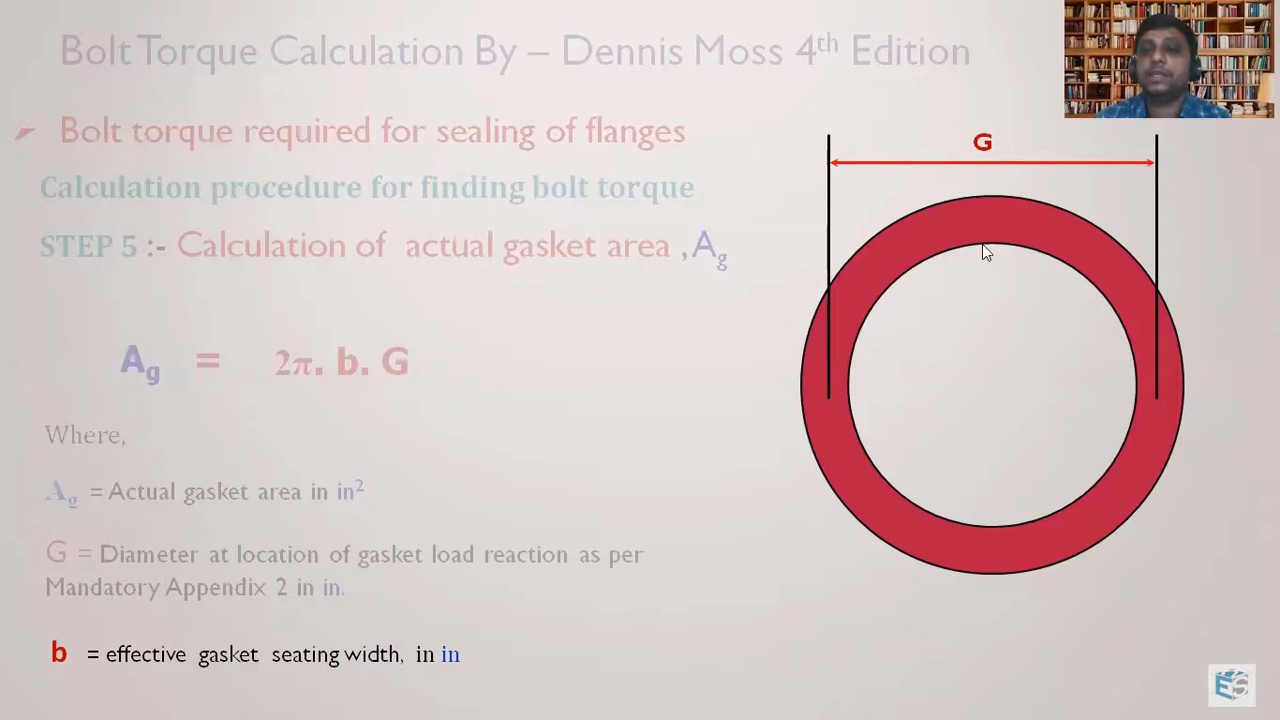 Bolt Torque Calculation By – Dennis Moss 4th Edition
Bolt torque required for sealing of flanges
Calculation procedure for finding bolt torque
STEP 5 :- Calculation of actual gasket area , Ag
Ag = 2π. b. G
Where,
Ag = Actual gasket area in in²
G = Diameter at location of gasket load reaction as per
Mandatory Appendix 2 in in.
b = effective gasket seating width, in in
G
ES